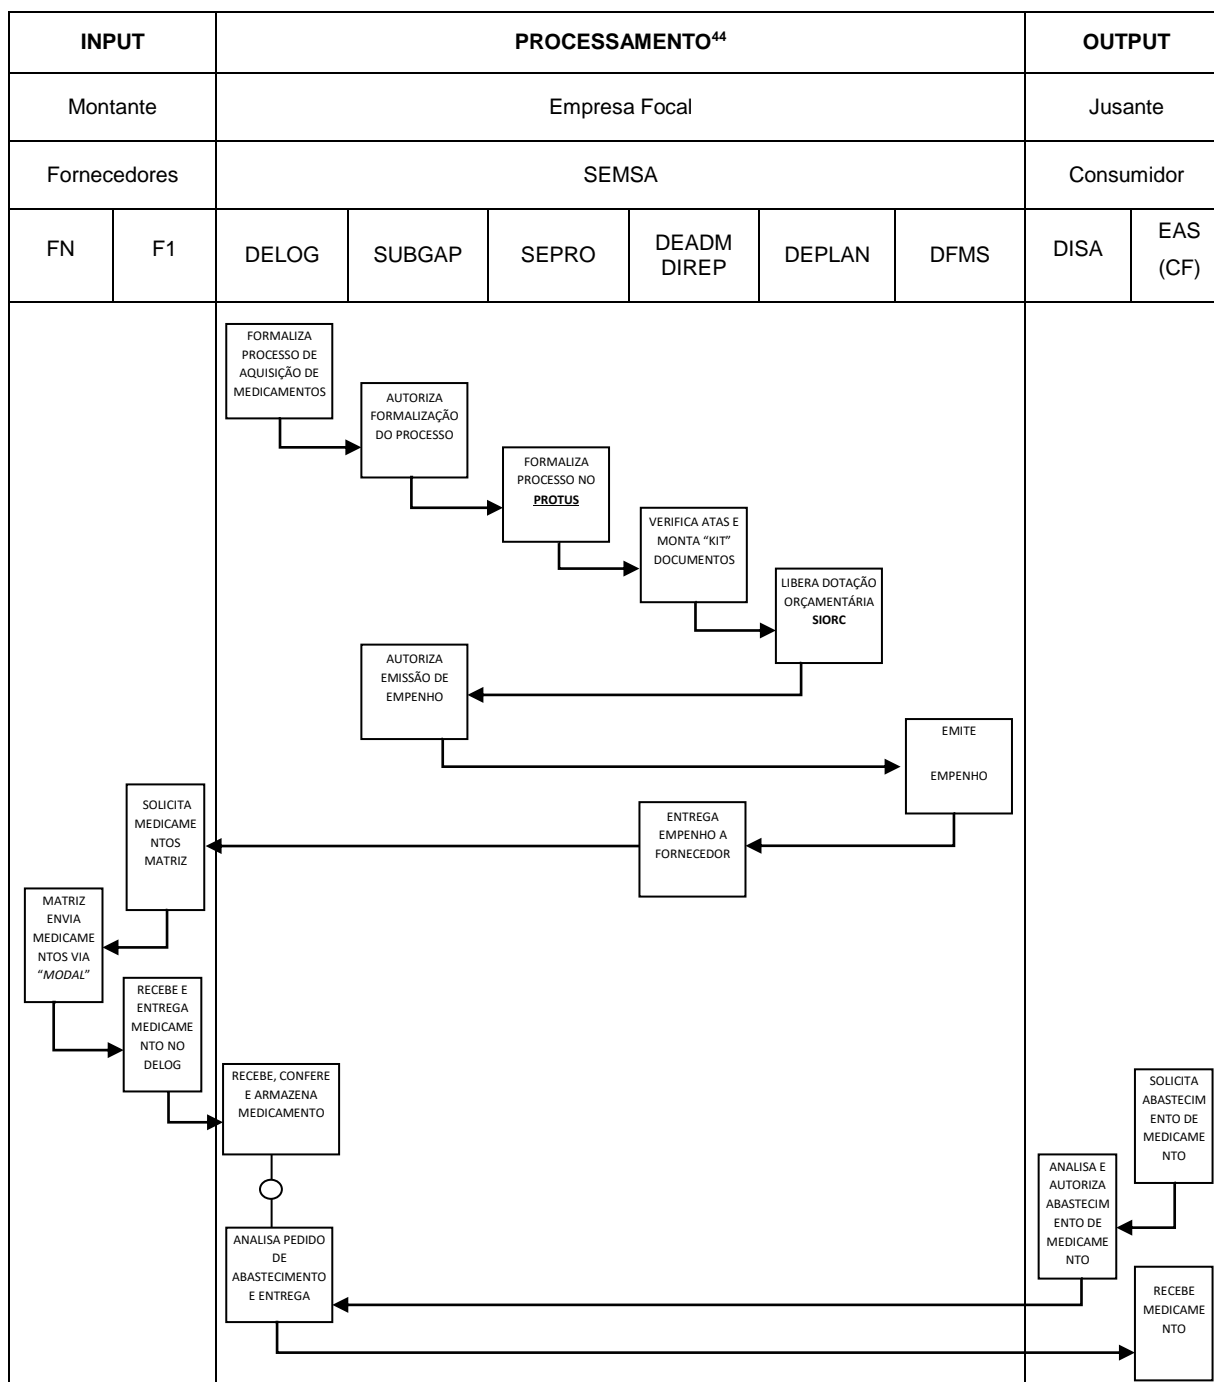 INPUT
PROCESSAMENTO44
OUTPUT
Montante
Empresa Focal
Jusante
Fornecedores
SEMSA
Consumidor
FN
F1
DELOG
SUBGAP
SEPRO
DEADM
DIREP
DEPLAN
DFMS
DISA
EAS
(CF)
FORMALIZA
PROCESSO DE
AQUISIÇÃO DE
MEDICAMENTOS
AUTORIZA
FORMALIZAÇÃO
DO PROCESSO
FORMALIZA
PROCESSO NO
PROTUS
VERIFICA ATAS E
MONTA “KIT”
DOCUMENTOS
LIBERA DOTAÇÃO
ORÇAMENTÁRIA
SIORC
AUTORIZA
EMISSÃO DE
EMPENHO
EMITE
EMPENHO
ENTREGA
EMPENHO A
FORNECEDOR
SOLICITA
MEDICAME
NTOS
MATRIZ
MATRIZ
ENVIA
MEDICAME
NTOS VIA
“MODAL”
RECEBE E
ENTREGA
MEDICAME
NTO NO
DELOG
RECEBE, CONFERE
E ARMAZENA
MEDICAMENTO
SOLICITA
ABASTECIM
ENTO DE
MEDICAME
NTO
ANALISA E
AUTORIZA
ABASTECIM
ENTO DE
MEDICAME
NTO
ANALISA PEDIDO
DE
ABASTECIMENTO
E ENTREGA
RECEBE
MEDICAME
NTO